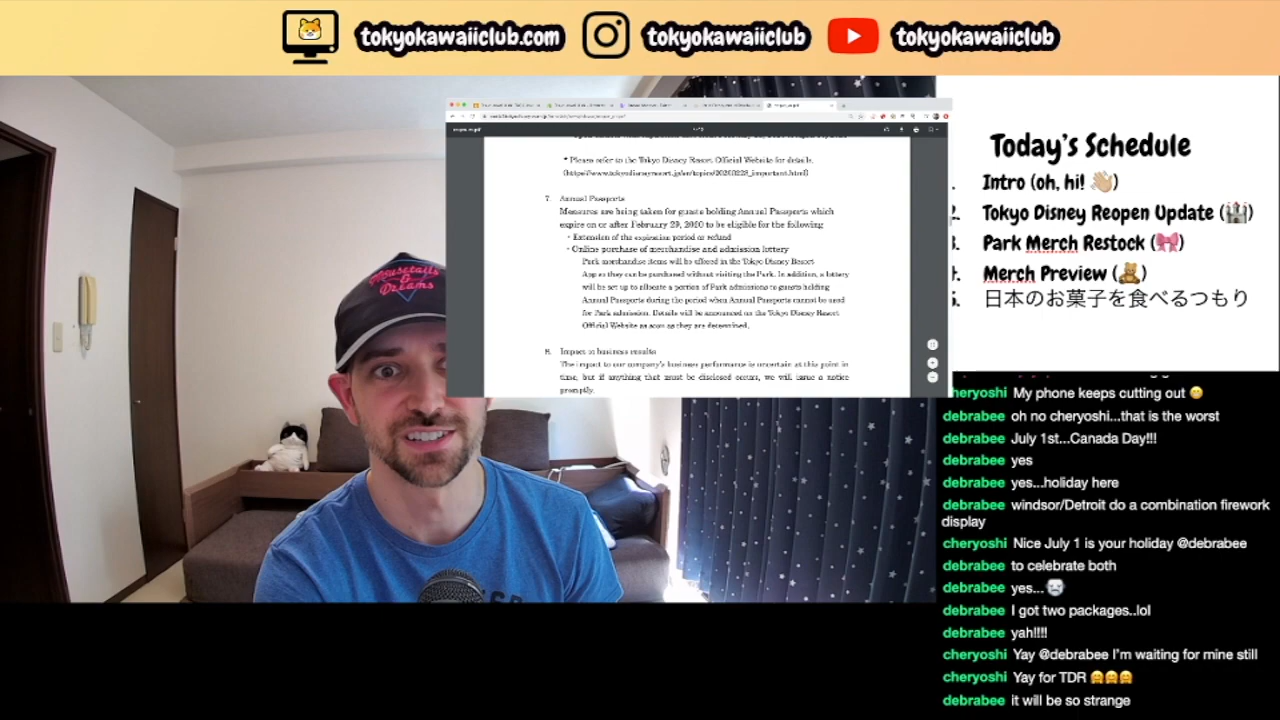 tokyokawaiiclub.com
tokyokawaiiclub
tokyokawaiiclub
* Please refer to the Tokyo Disney Resort Official Website for details.
7. Annual Passports
Measures are being taken for guests holding Annual Passports which
expire on or after February 29, 2020 to be eligible for the following
・Extension of the expiration period or refund
・Online purchase of merchandise and admission lottery
Park merchandise items will be offered in the Tokyo Disney Resort
App so they can be purchased without visiting the Park. In addition, a lottery
will be set up to allocate a portion of Park admissions to guests holding
Annual Passports during the period when Annual Passports cannot be used
for Park admission. Details will be announced on the Tokyo Disney Resort
Official Website as soon as they are determined.
8. Impact to business results
The impact to our company's business performance is uncertain at this point in
time, but if anything that must be disclosed occurs, we will issue a notice
promptly.
Housetails
&
Dreams
Today's Schedule
Intro (oh, hi! 👋🏼)
Tokyo Disney Reopen Update (🏰)
Park Merch Restock (🎀)
Merch Preview (🧸)
日本のお菓子を食べるつもり
cheryoshi My phone keeps cutting out
debrabee oh no cheryoshi...that is the worst
debrabee July 1st...Canada Day!!!
debrabee yes
debrabee yes...holiday here
debrabee windsor/Detroit do a combination firework
display
cheryoshi Nice July 1 is your holiday @debrabee
debrabee to celebrate both
debrabee yes...
debrabee I got two packages..lol
debrabee yah!!!!
cheryoshi Yay @debrabee I'm waiting for mine still
cheryoshi Yay for TDR 🤗🤗🤗
debrabee it will be so strange